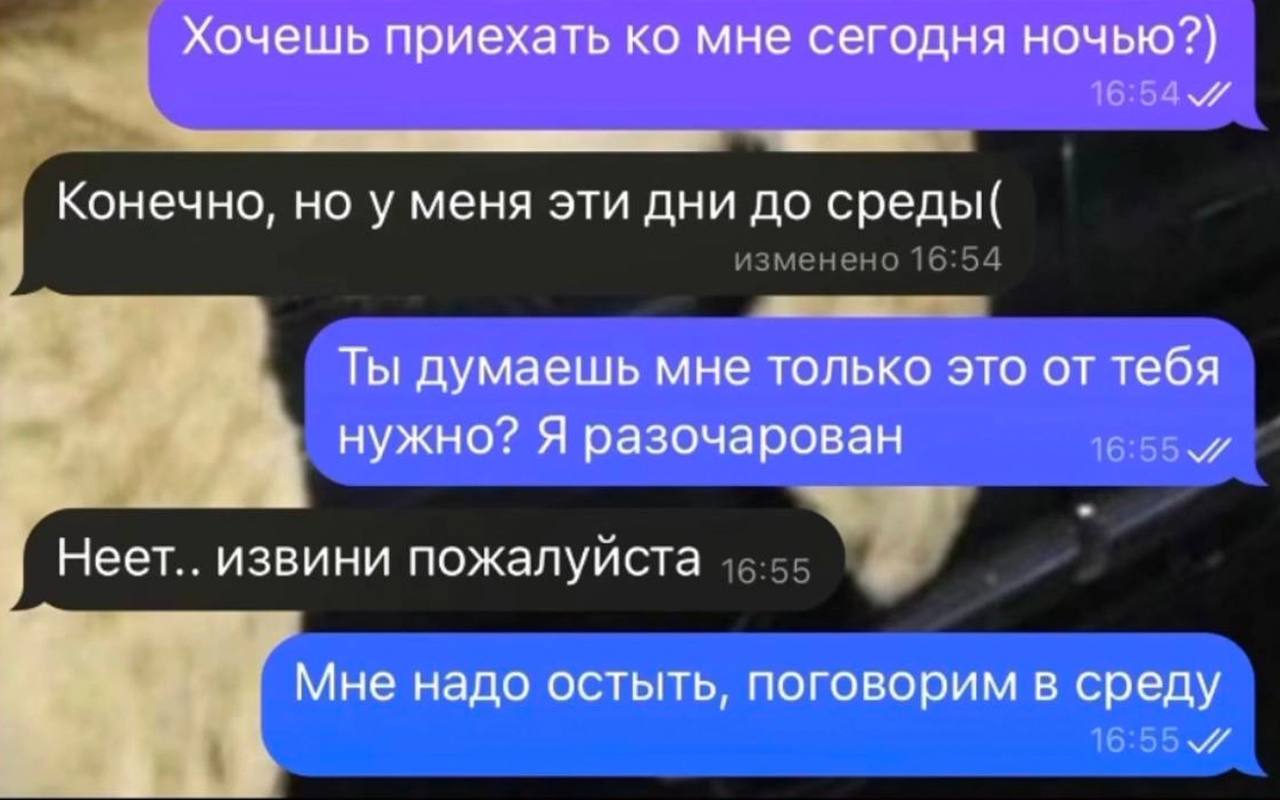 Хочешь приехать ко мне сегодня ночью?)
16:54
Конечно, но у меня эти дни до среды(
изменено 16:54
Ты думаешь мне только это от тебя
нужно? Я разочарован 16:55
Неет.. извини пожалуйста 16:55
Мне надо остыть, поговорим в среду
16:55